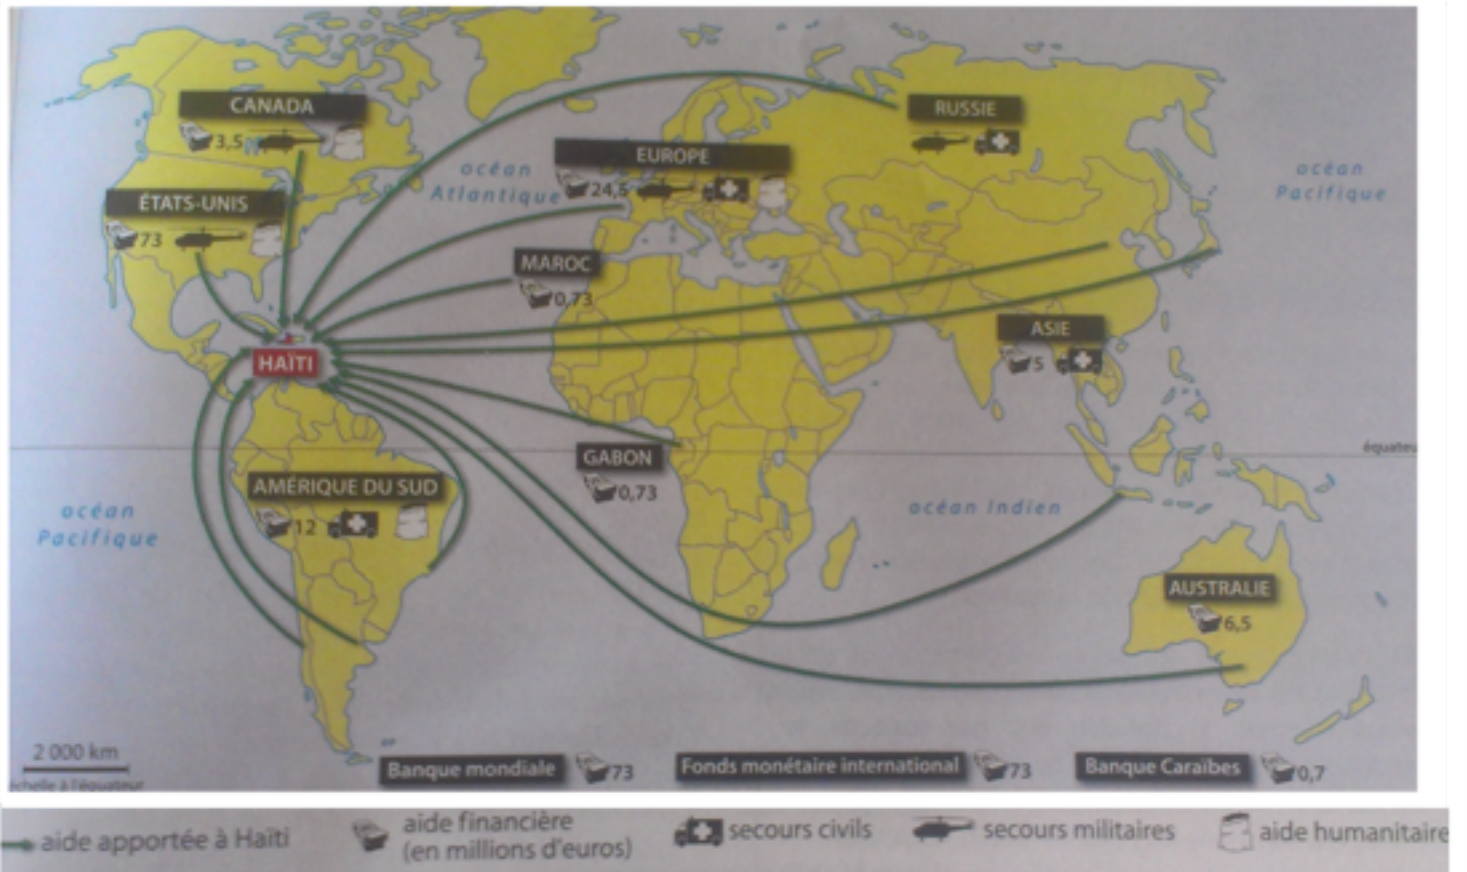 CANADA
3,5
RUSSIE
EUROPE
24,5
océan
Atlantique
océan
Pacifique
ÉTATS-UNIS
73
MAROC
0,73
ASIE
5
HAÏTI
équateu
GABON
0,73
AMÉRIQUE DU SUD
12
océan
Pacifique
océan Indien
AUSTRALIE
6,5
2 000 km
échelle à l'équateur
Banque mondiale
73
Fonds monétaire international
73
Banque Caraïbes
0,7
aide apportée à Haïti
aide financière
(en millions d'euros)
secours civils
secours militaires
aide humanitaire